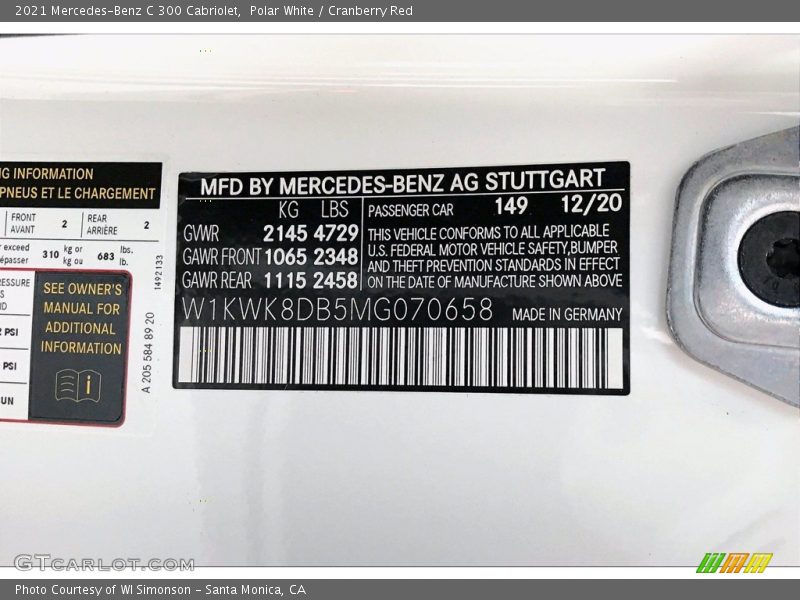 2021 Mercedes-Benz C 300 Cabriolet,  Polar White / Cranberry Red
NG INFORMATION
PNEUS ET LE CHARGEMENT
FRONT 2 REAR 2
AVANT ARRIÈRE
exceed 310 kg or 683 lbs.
kg ou lb.
PRESSURE
PSI
PSI
SEE OWNER'S
MANUAL FOR
ADDITIONAL
INFORMATION
i
1492133
A 205 584 89 20
MFD BY MERCEDES-BENZ AG STUTTGART
KG LBS
GVWR 2145 4729
GAWR FRONT 1065 2348
GAWR REAR 1115 2458
PASSENGER CAR 149 12/20
THIS VEHICLE CONFORMS TO ALL APPLICABLE
U.S. FEDERAL MOTOR VEHICLE SAFETY,BUMPER
AND THEFT PREVENTION STANDARDS IN EFFECT
ON THE DATE OF MANUFACTURE SHOWN ABOVE
W1KWK8DB5MG070658 MADE IN GERMANY
GTCARLOT.COM
Photo Courtesy of WI Simonson - Santa Monica, CA